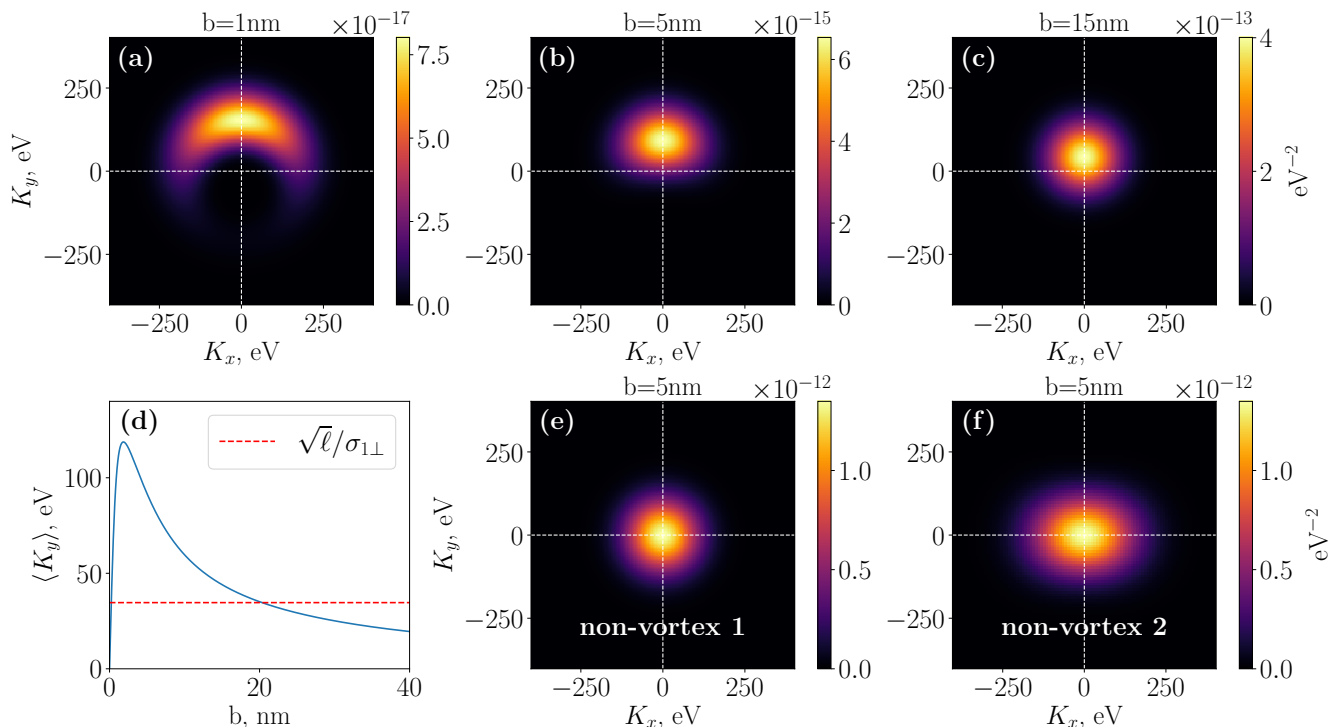 b=1nm ×10⁻¹⁷
(a)
K_y, eV
250
0
−250
−250 0 250
K_x, eV
7.5
5.0
2.5
0.0
b=5nm ×10⁻¹⁵
(b)
250
0
−250
−250 0 250
K_x, eV
6
4
2
0
b=15nm ×10⁻¹³
(c)
250
0
−250
−250 0 250
K_x, eV
4
2
0
eV⁻²
(d)
√ℓ/σ₁⊥
⟨K_y⟩, eV
100
50
0
0 20 40
b, nm
b=5nm ×10⁻¹²
(e)
K_y, eV
250
0
−250
non-vortex 1
−250 0 250
K_x, eV
1.0
0.5
0.0
b=5nm ×10⁻¹²
(f)
250
0
−250
non-vortex 2
−250 0 250
K_x, eV
1.0
0.5
0.0
eV⁻²